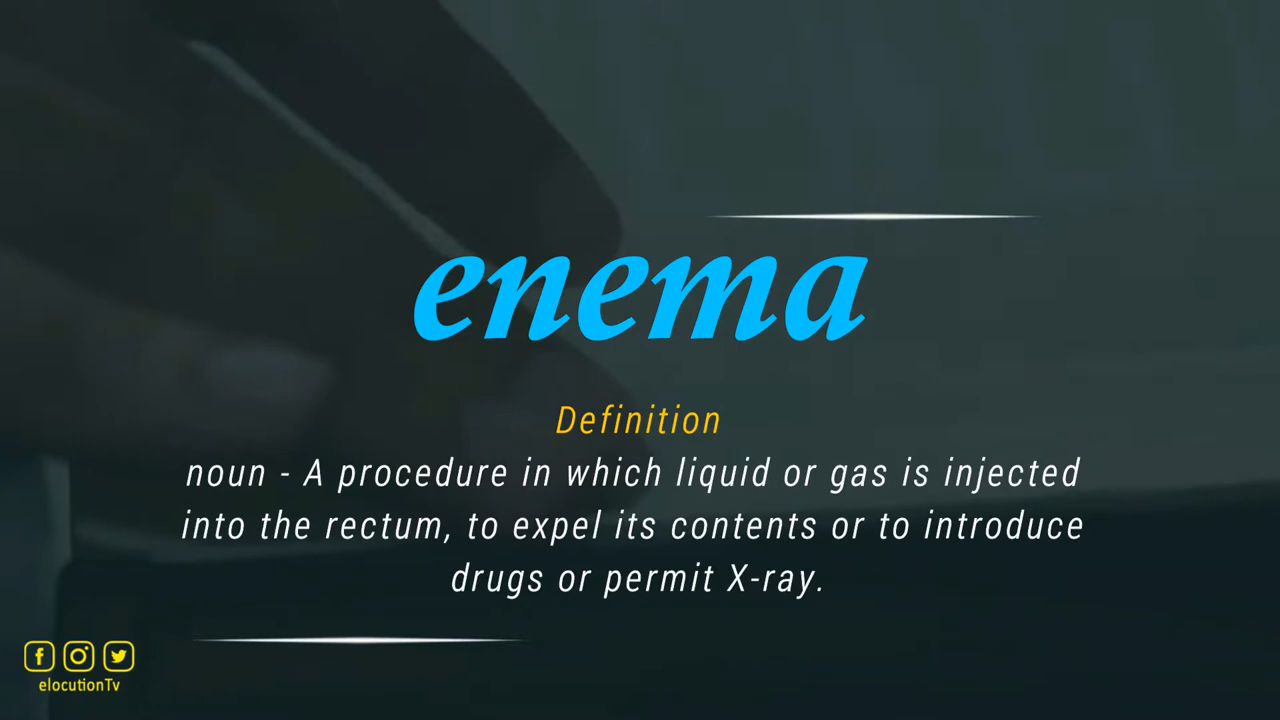 enema
Definition
noun - A procedure in which liquid or gas is injected
into the rectum, to expel its contents or to introduce
drugs or permit X-ray.
elocutionTv